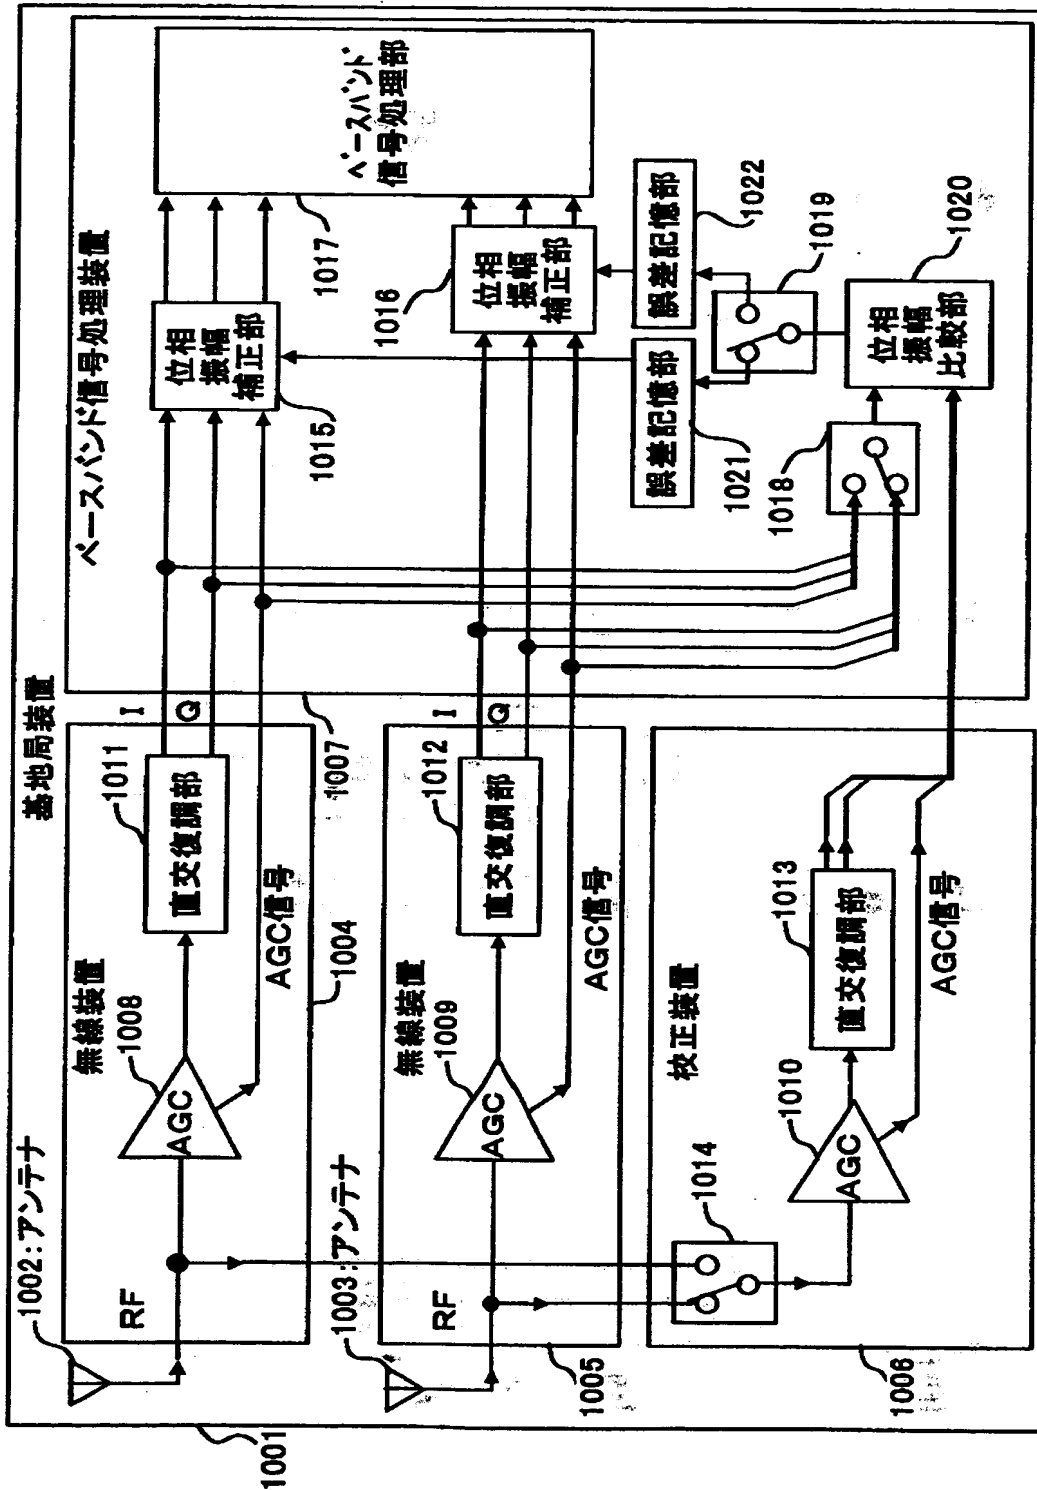 基地局装置
1001
1002:アンテナ
無線装置
1008
AGC
RF
1011
直交復調部
I
Q
AGC信号
1004
1003:アンテナ
無線装置
1009
AGC
RF
1012
直交復調部
I
Q
AGC信号
1005
校正装置
1014
1010
AGC
1013
直交復調部
AGC信号
1006
ベースバンド信号処理装置
1007
位相
振幅
補正部
1015
ベースバンド
信号処理部
1017
1016
位相
振幅
補正部
誤差記憶部
1021
誤差記憶部
1022
1019
1018
位相
振幅
比較部
1020